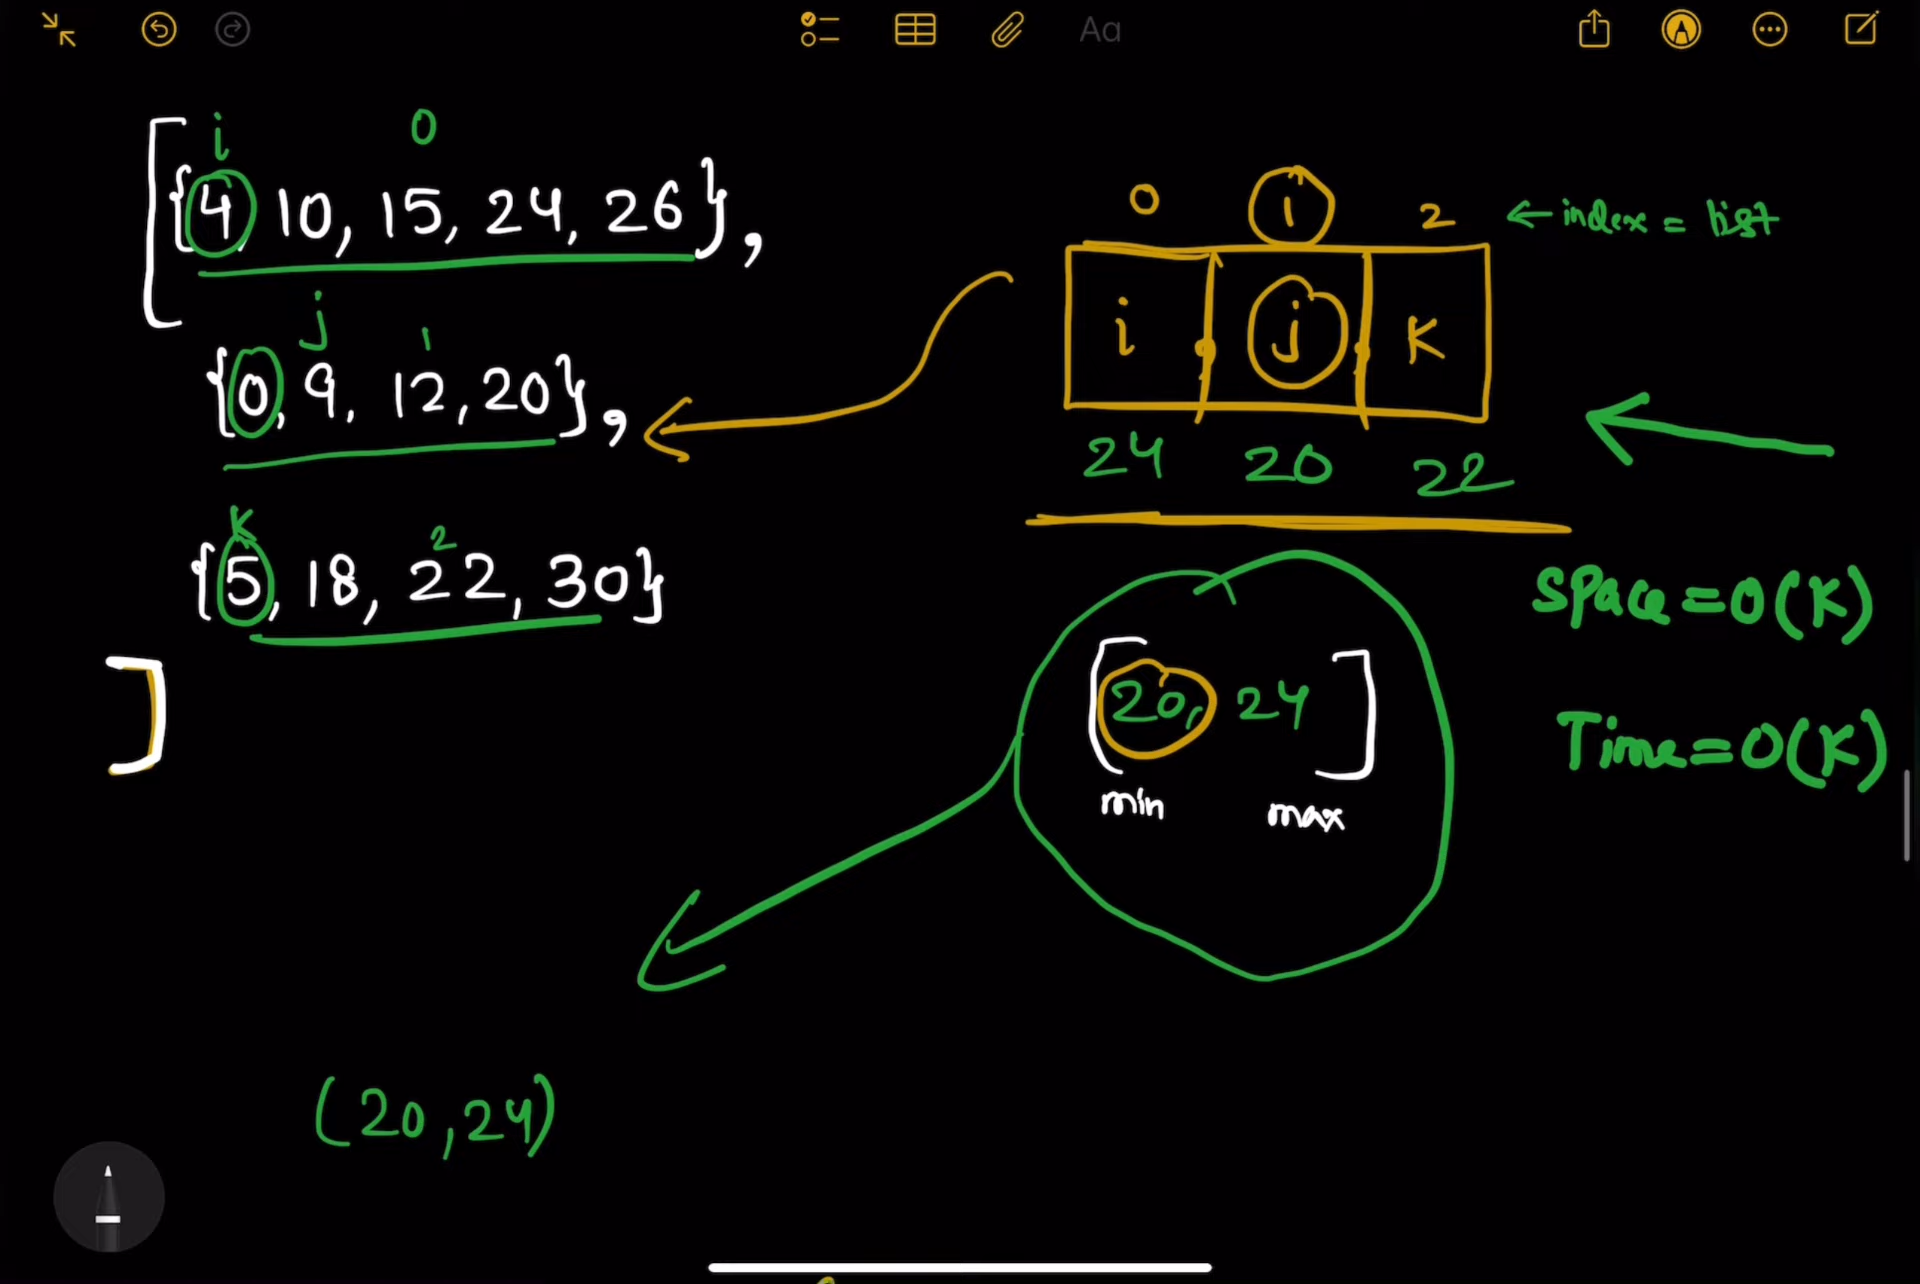 Aa
i 0
[{4, 10, 15, 24, 26},
j 1
{0, 9, 12, 20},
K 2
{5, 18, 22, 30}
]
0 1 2 ← index = list
i j K
24 20 22
Space = O(K)
[20, 24]
min max
Time = O(K)
(20, 24)